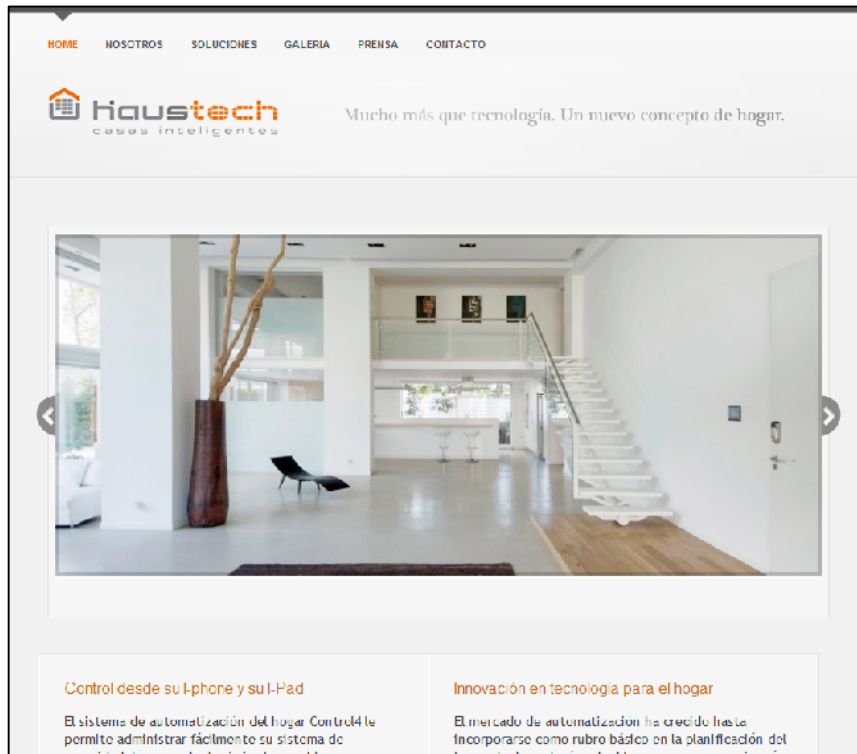 HOME NOSOTROS SOLUCIONES GALERIA PRENSA CONTACTO
haustech
casas inteligentes
Mucho más que tecnología. Un nuevo concepto de hogar.
Control desde su I-phone y su I-Pad
El sistema de automatización del hogar Control4 le
permite administrar fácilmente su sistema de
Innovación en tecnología para el hogar
El mercado de automatización ha crecido hasta
incorporarse como rubro básico en la planificación del